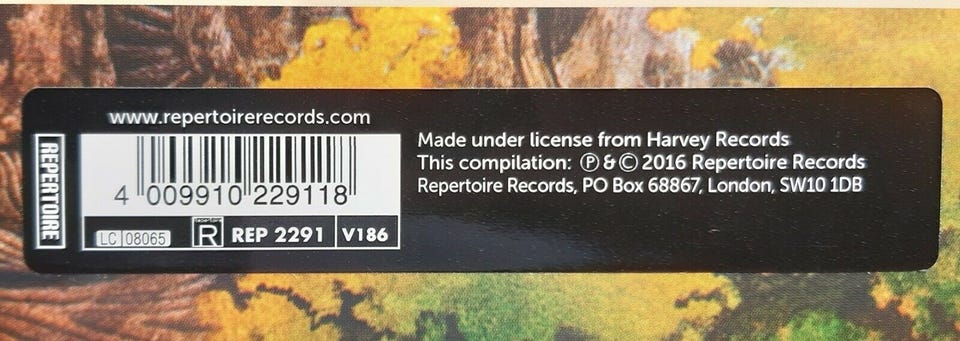 www.repertoirerecords.com
REPERTOIRE
4 009910 229118
LC 08065
repertoire
R
REP 2291
V186
Made under license from Harvey Records
This compilation: Ⓟ & © 2016 Repertoire Records
Repertoire Records, PO Box 68867, London, SW10 1DB